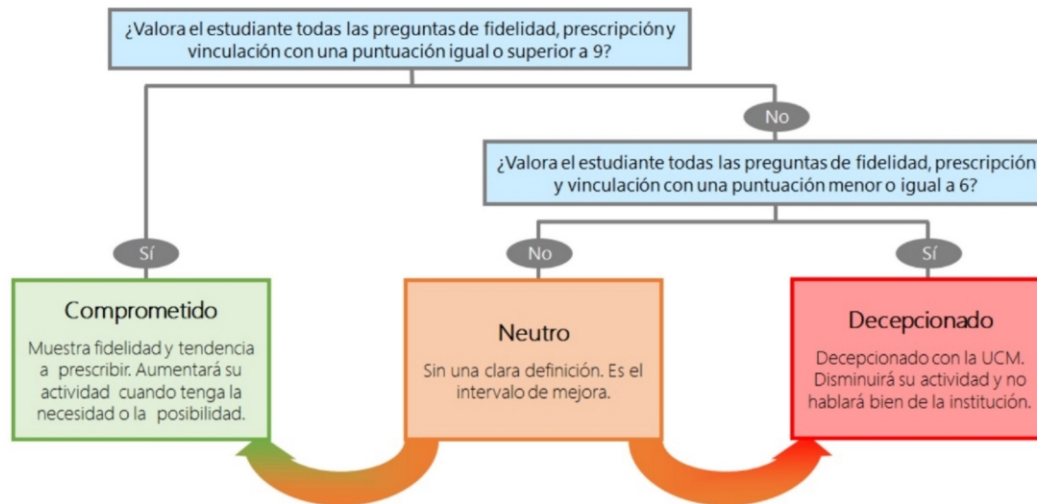 ¿Valora el estudiante todas las preguntas de fidelidad, prescripción y
vinculación con una puntuación igual o superior a 9?
No
¿Valora el estudiante todas las preguntas de fidelidad, prescripción
y vinculación con una puntuación menor o igual a 6?
Sí
No
Sí
Comprometido
Muestra fidelidad y tendencia
a prescribir. Aumentará su
actividad cuando tenga la
necesidad o la posibilidad.
Neutro
Sin una clara definición. Es el
intervalo de mejora.
Decepcionado
Decepcionado con la UCM.
Disminuirá su actividad y no
hablará bien de la institución.